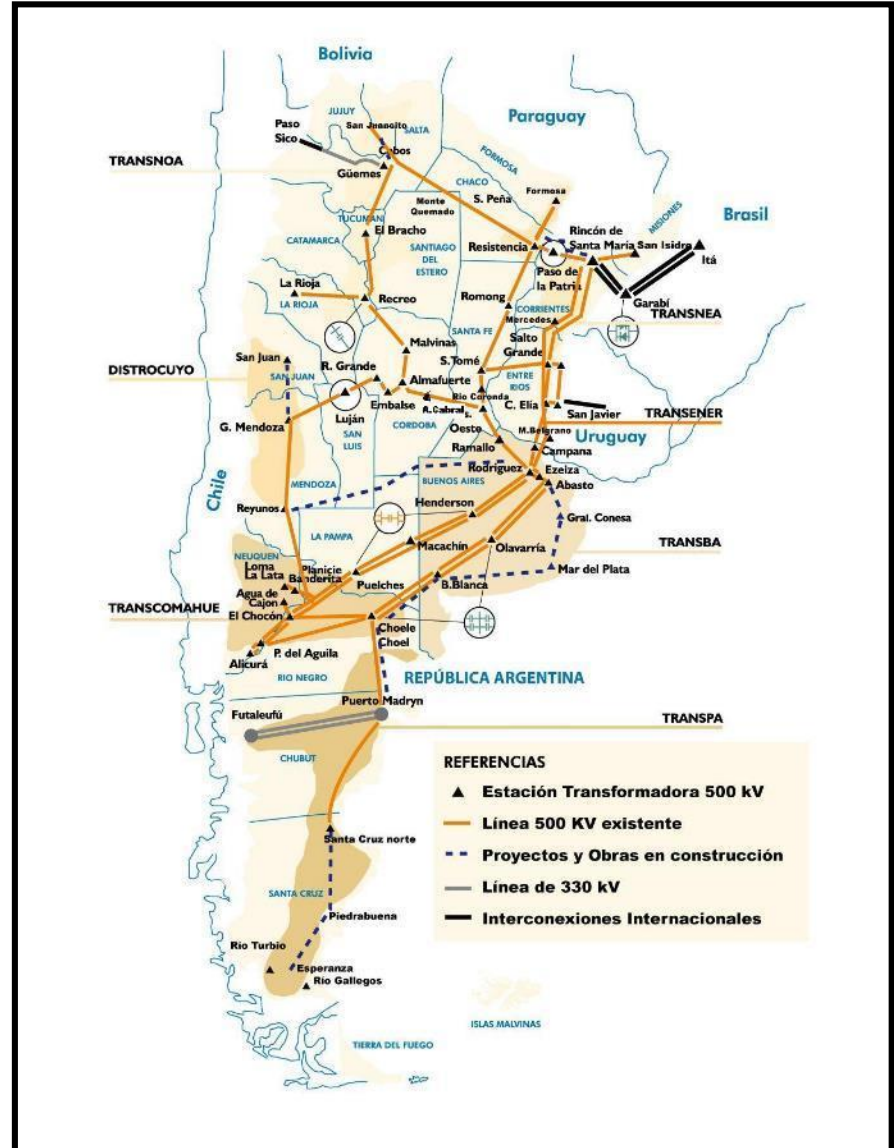 Bolivia
JUJUY
Paso
Sico
San Juancito
SALTA
Paraguay
Cobos
TRANSNOA
Güemes
FORMOSA
CHACO
S. Peña
Formosa
Monte
Quemado
TUCUMAN
El Bracho
CATAMARCA
SANTIAGO
DEL
ESTERO
Resistencia
Rincón de
Santa María
San Isidro
MISIONES
Brasil
Itá
Paso de
la Patria
Garabí
La Rioja
LA RIOJA
Recreo
Romong
CORRIENTES
Mercedes
TRANSNEA
SANTA FE
Malvinas
Salto
Grande
San Juan
SAN JUAN
R. Grande
S.Tomé
ENTRE
RIOS
DISTROCUYO
Almafuerte
Rio Coronda
Embalse
A.Cabral
C. Elía
San Javier
G. Mendoza
Luján
CORDOBA
TRANSENER
SAN
LUIS
Oeste
M.Belgrano
Uruguay
Ramallo
Campana
Rodríguez
Ezeiza
Abasto
MENDOZA
BUENOS AIRES
Chile
Henderson
Reyunos
LA PAMPA
Gral. Conesa
Macachín
Olavarría
TRANSBA
NEUQUEN
Loma
La Lata
Planicie
Banderita
Puelches
B.Blanca
Mar del Plata
Agua de
Cajon
TRANSCOMAHUE
El Chocón
Choele
Choel
P. del Aguila
Alicurá
RIO NEGRO
REPÚBLICA ARGENTINA
Puerto Madryn
Futaleufú
TRANSPA
CHUBUT
REFERENCIAS
Estación Transformadora 500 kV
Línea 500 KV existente
Proyectos y Obras en construcción
Línea de 330 kV
Interconexiones Internacionales
Santa Cruz norte
SANTA CRUZ
Piedrabuena
Rio Turbio
Esperanza
Rio Gallegos
ISLAS MALVINAS
TIERRA DEL FUEGO